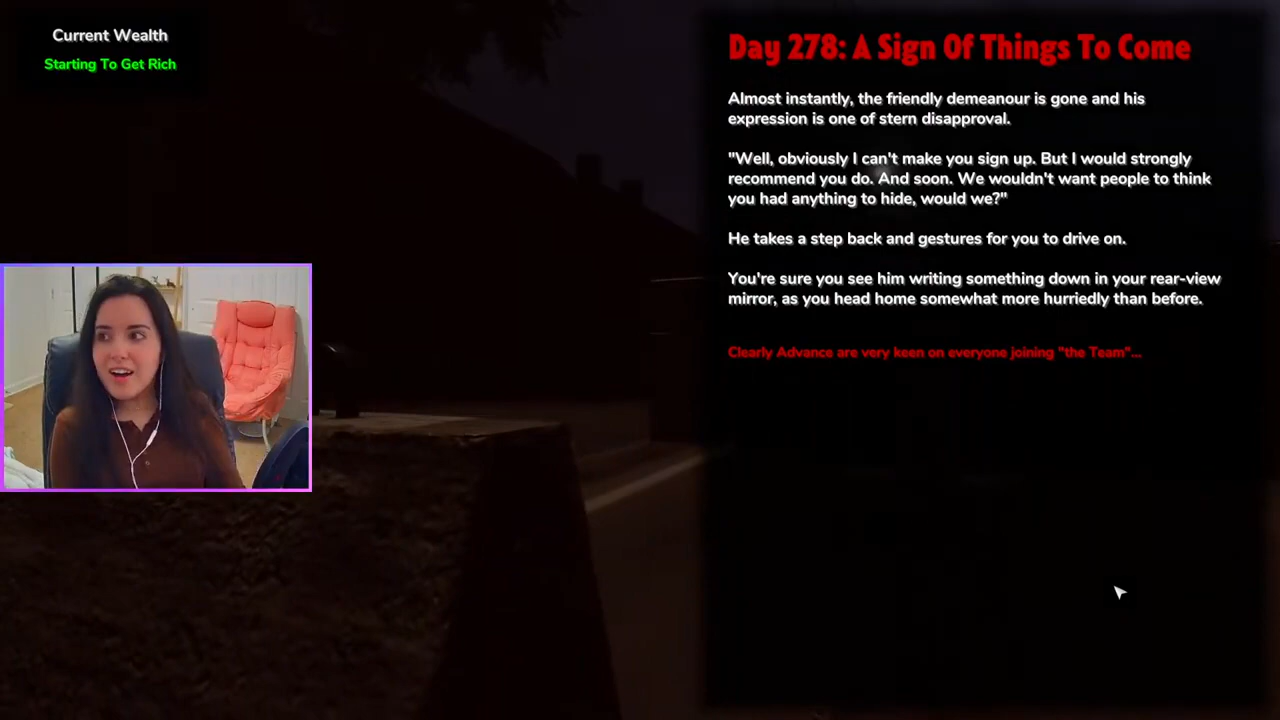 Current Wealth
Starting To Get Rich
Day 278: A Sign Of Things To Come
Almost instantly, the friendly demeanour is gone and his
expression is one of stern disapproval.
"Well, obviously I can't make you sign up. But I would strongly
recommend you do. And soon. We wouldn't want people to think
you had anything to hide, would we?"
He takes a step back and gestures for you to drive on.
You're sure you see him writing something down in your rear-view
mirror, as you head home somewhat more hurriedly than before.
Clearly Advance are very keen on everyone joining "the Team"...